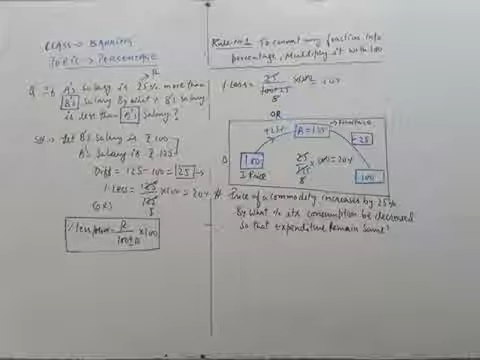 CLASS → BANKING
TOPIC → PERCENTAGE
R
Q → If A's salary is 25% more than
B's salary By what % B's salary
is less than A's salary?
Sol → Let B's salary is ₹ 100
A's salary is ₹ 125
Diff = 125-100 = 25 →
% Less = 25/125 × 100 = 20%
(OR)
% less = R/100±R × 100
Rule No 1 To convert any fraction into
percentage, Multiply it with 100
% Less = 25/100+25 × 100 = 20%
OR
+25%
A = 125
-25
100
25/125 × 100 = 20%
100
I Price
# Price of a commodity increases by 25%
By what % its consumption be decreased
so that expenditure remain same?